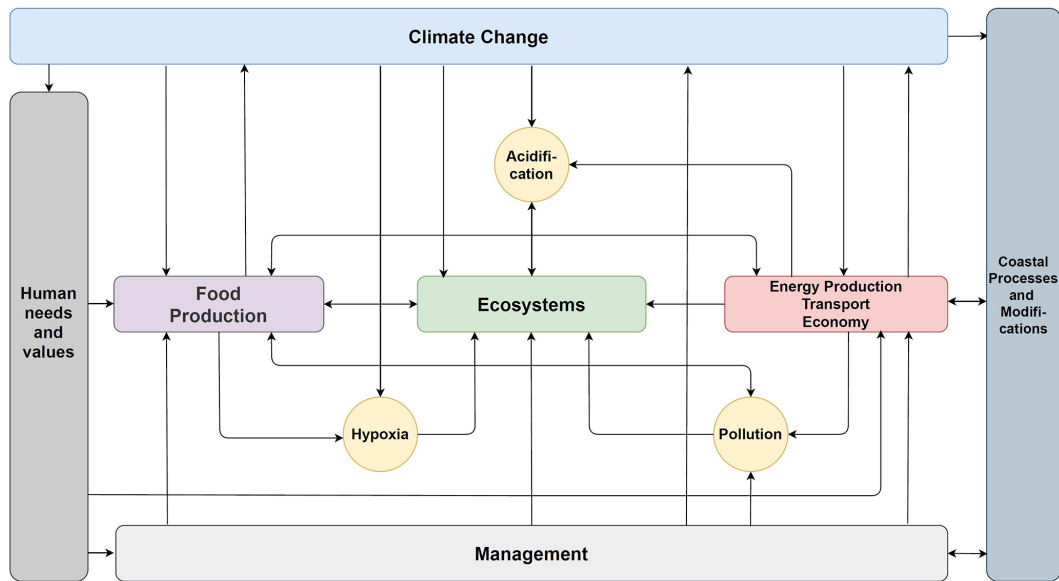 Climate Change
Acidifi-
cation
Human
needs
and
values
Food
Production
Ecosystems
Energy Production
Transport
Economy
Coastal
Processes
and
Modifi-
cations
Hypoxia
Pollution
Management